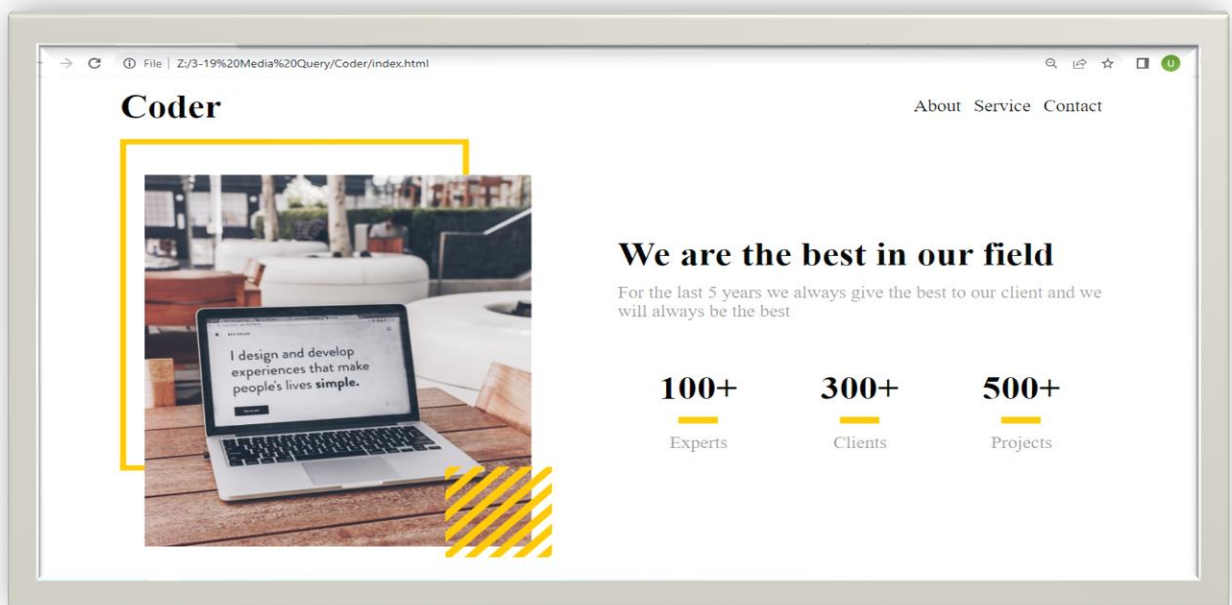 File | Z:/3-19%20Media%20Query/Coder/index.html
U
Coder
About Service Contact
We are the best in our field
For the last 5 years we always give the best to our client and we
will always be the best
I design and develop
experiences that make
people's lives simple.
100+ 300+ 500+
Experts Clients Projects